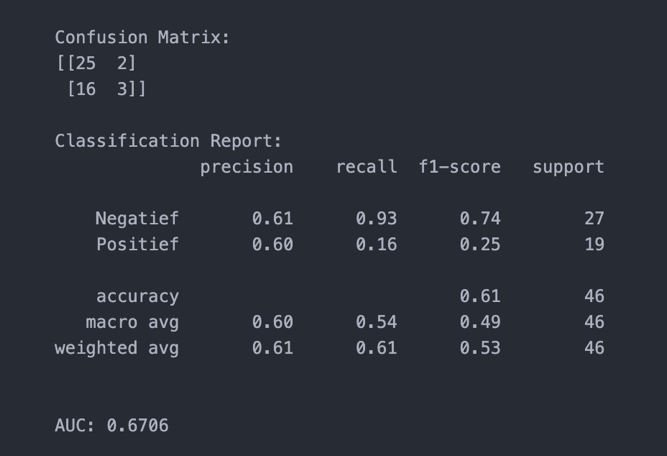 Confusion Matrix:
[[25  2]
 [16  3]]
Classification Report:
              precision    recall  f1-score   support
    Negatief       0.61      0.93      0.74        27
    Positief       0.60      0.16      0.25        19
    accuracy                           0.61        46
   macro avg       0.60      0.54      0.49        46
weighted avg       0.61      0.61      0.53        46
AUC: 0.6706